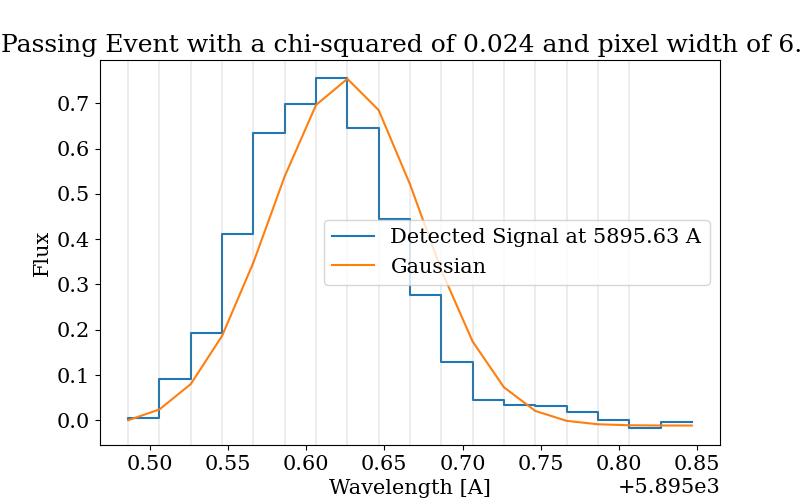 Passing Event with a chi-squared of 0.024 and pixel width of 6.
0.7
0.6
0.5
0.4
0.3
0.2
0.1
0.0
Flux
Detected Signal at 5895.63 A
Gaussian
0.50 0.55 0.60 0.65 0.70 0.75 0.80 0.85
Wavelength [A]
+5.895e3